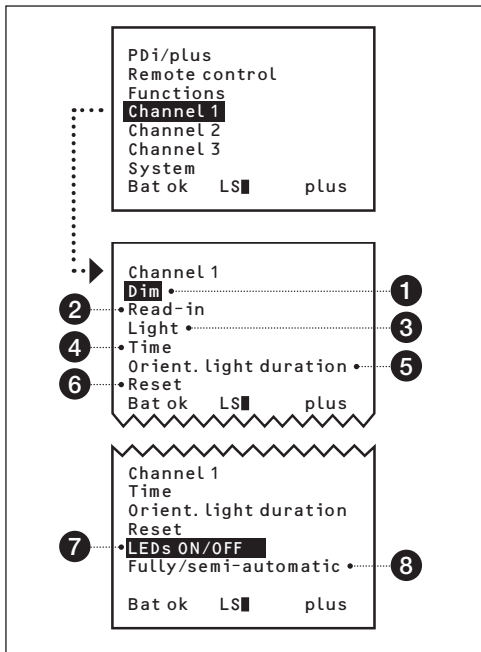 PDi/plus
Remote control
Functions
Channel 1
Channel 2
Channel 3
System
Bat ok LS plus
Channel 1
Dim 1
2 Read-in
Light 3
4 Time
Orient. light duration 5
6 Reset
Bat ok LS plus
Channel 1
Time
Orient. light duration
Reset
7 LEDs ON/OFF
Fully/semi-automatic 8
Bat ok LS plus